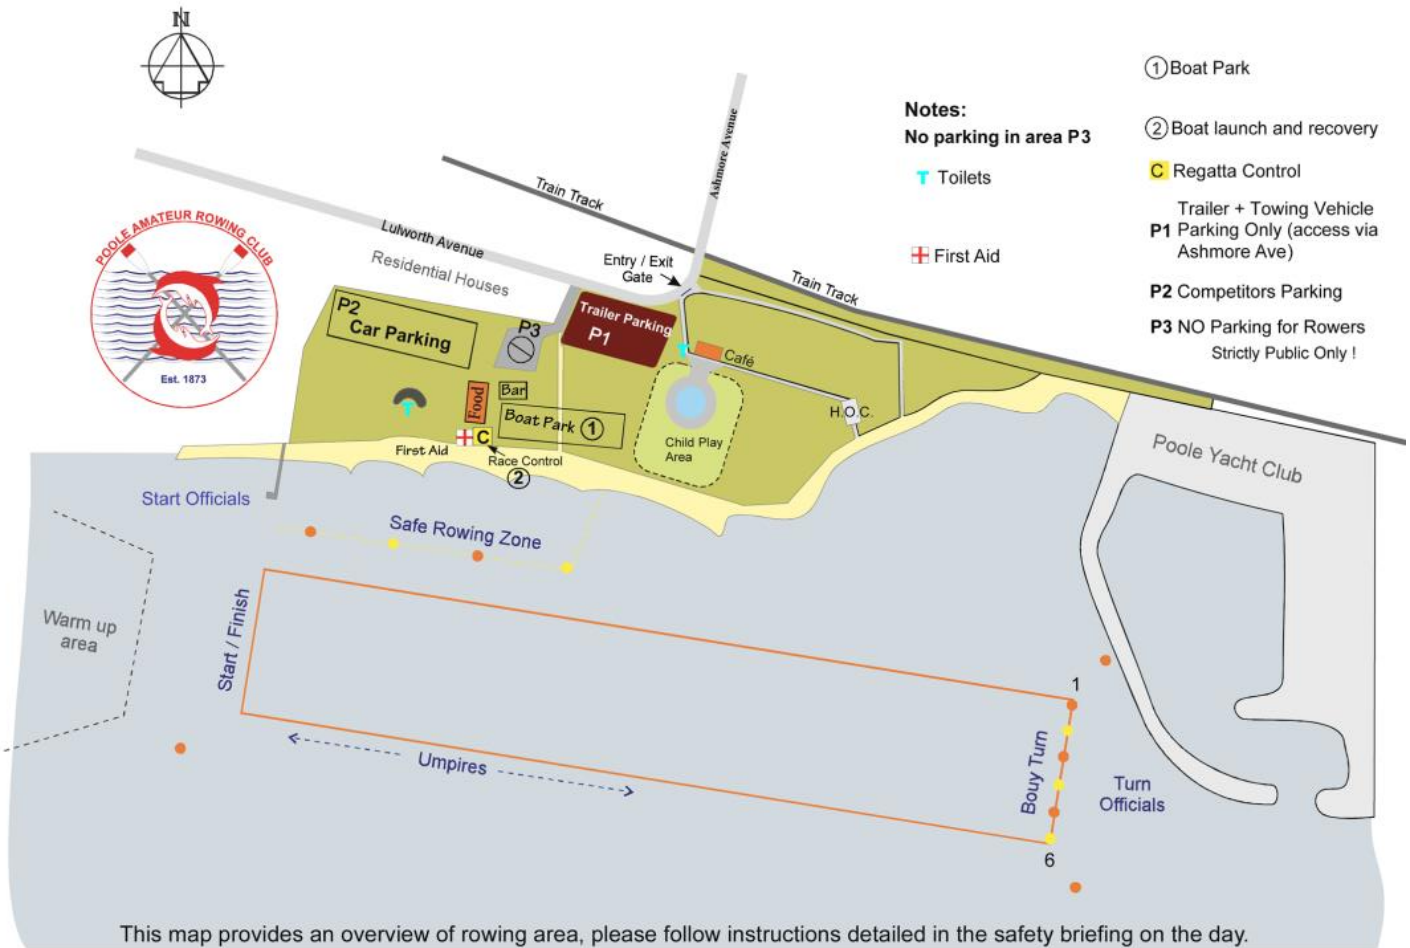 N
Ashmore Avenue
Train Track
Lulworth Avenue
Residential Houses
Entry / Exit
Gate
Train Track
Notes:
No parking in area P3
T Toilets
First Aid
1 Boat Park
2 Boat launch and recovery
C Regatta Control
Trailer + Towing Vehicle
P1 Parking Only (access via
Ashmore Ave)
P2 Competitors Parking
P3 NO Parking for Rowers
Strictly Public Only !
POOLE AMATEUR ROWING CLUB
Est. 1873
P2
Car Parking
P3
Trailer Parking
P1
T
Café
T
Food
Bar
Boat Park 1
H.O.C.
Child Play
Area
First Aid
C
Race Control
2
Poole Yacht Club
Start Officials
Safe Rowing Zone
Warm up
area
Start / Finish
Umpires
1
Bouy Turn
6
Turn
Officials
This map provides an overview of rowing area, please follow instructions detailed in the safety briefing on the day.